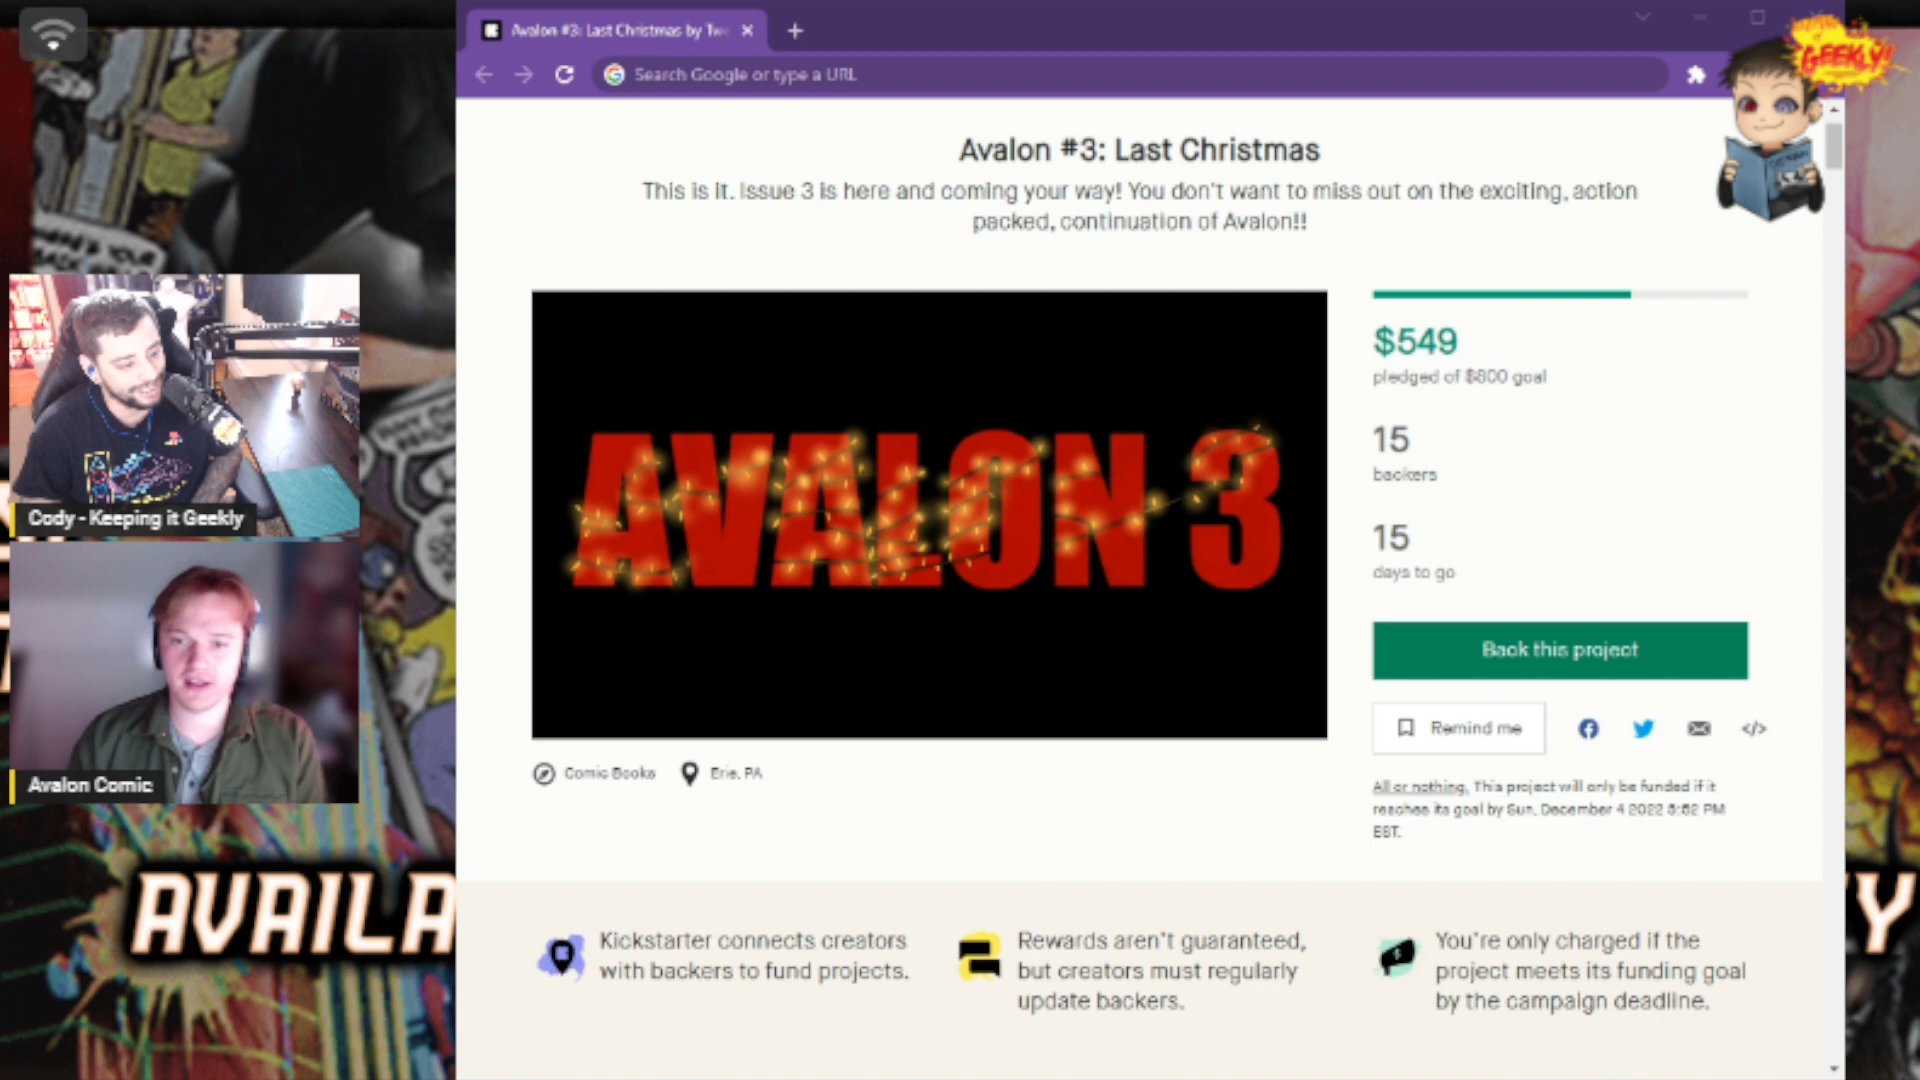 Avalon #3: Last Christmas by Tw
Search Google or type a URL
GEEKLY!
Avalon #3: Last Christmas
This is it. Issue 3 is here and coming your way! You don't want to miss out on the exciting, action
packed, continuation of Avalon!!
AVALON 3
$549
pledged of $800 goal
15
backers
15
days to go
Back this project
Remind me
Comic Books
Erie, PA
All or nothing. This project will only be funded if it
reaches its goal by Sun, December 4 2022 PM
EST.
Cody - Keeping it Geekly
Avalon Comic
AVAILA
Y
Kickstarter connects creators
with backers to fund projects.
Rewards aren't guaranteed,
but creators must regularly
update backers.
You're only charged if the
project meets its funding goal
by the campaign deadline.